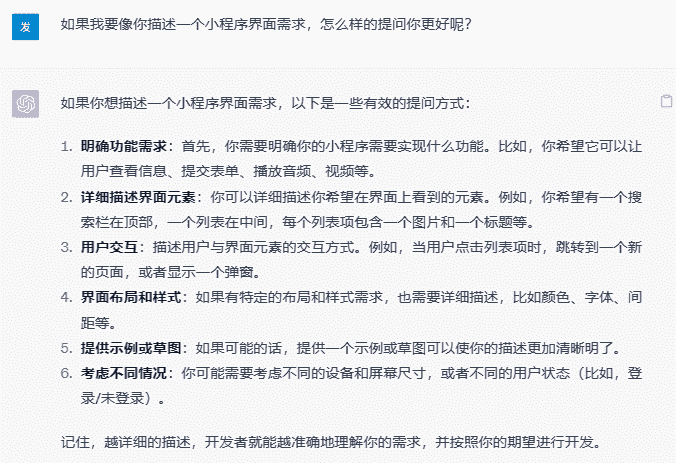 发
如果我要像你描述一个小程序界面需求，怎么样的提问你更好呢？
如果你想描述一个小程序界面需求，以下是一些有效的提问方式：
1. 明确功能需求：首先，你需要明确你的小程序需要实现什么功能。比如，你希望它可以让
用户查看信息、提交表单、播放音频、视频等。
2. 详细描述界面元素：你可以详细描述你希望在界面上看到的元素。例如，你希望有一个搜
索栏在顶部，一个列表在中间，每个列表项包含一个图片和一个标题等。
3. 用户交互：描述用户与界面元素的交互方式。例如，当用户点击列表项时，跳转到一个新
的页面，或者显示一个弹窗。
4. 界面布局和样式：如果有特定的布局和样式需求，也需要详细描述，比如颜色、字体、间
距等。
5. 提供示例或草图：如果可能的话，提供一个示例或草图可以使你的描述更加清晰明了。
6. 考虑不同情况：你可能需要考虑不同的设备和屏幕尺寸，或者不同的用户状态（比如，登
录/未登录）。
记住，越详细的描述，开发者就能越准确地理解你的需求，并按照你的期望进行开发。